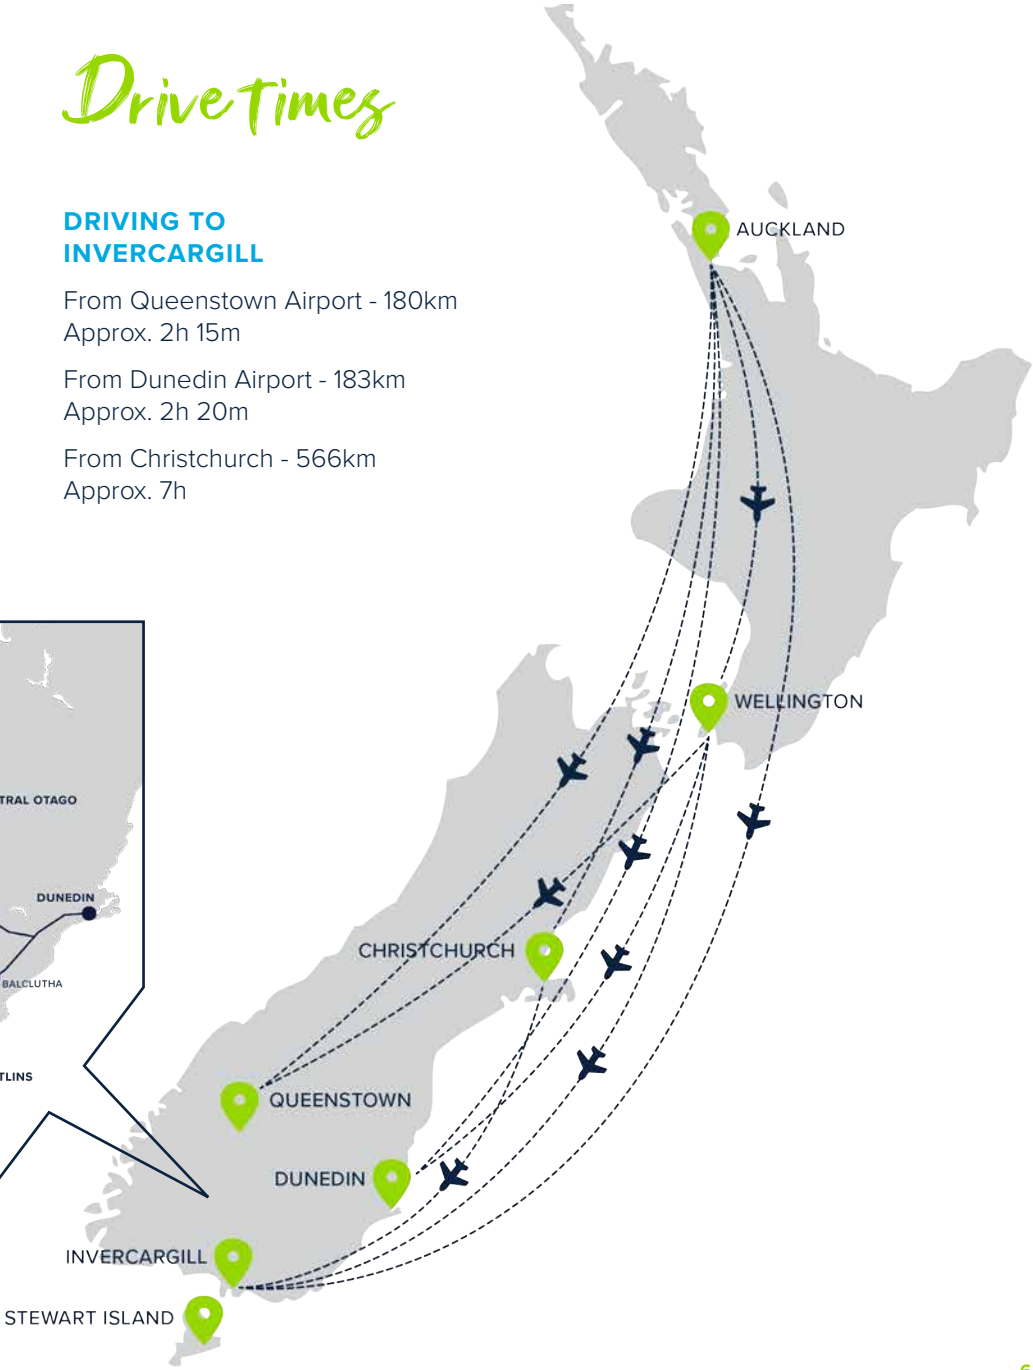 Drive Times
DRIVING TO
INVERCARGILL
From Queenstown Airport - 180km
Approx. 2h 15m
From Dunedin Airport - 183km
Approx. 2h 20m
From Christchurch - 566km
Approx. 7h
AUCKLAND
WELLINGTON
TRAL OTAGO
DUNEDIN
BALCLUTHA
TLINS
CHRISTCHURCH
QUEENSTOWN
DUNEDIN
INVERCARGILL
STEWART ISLAND